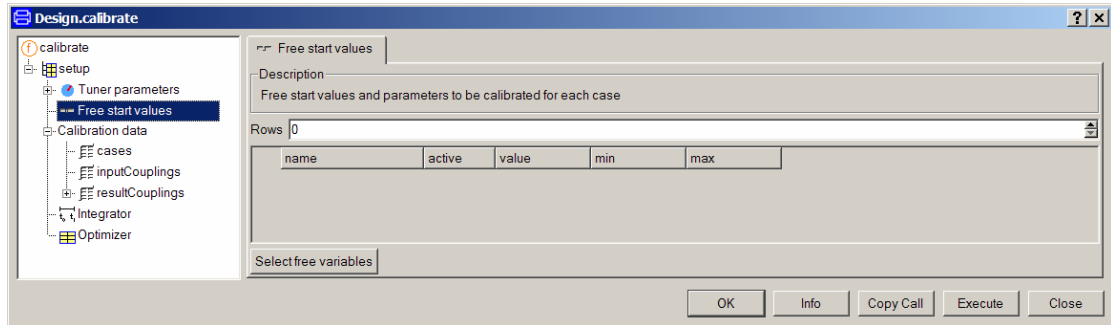 Design.calibrate
calibrate
setup
Tuner parameters
Free start values
Calibration data
cases
inputCouplings
resultCouplings
Integrator
Optimizer
Free start values
Description
Free start values and parameters to be calibrated for each case
Rows 0
name active value min max
Select free variables
OK Info Copy Call Execute Close